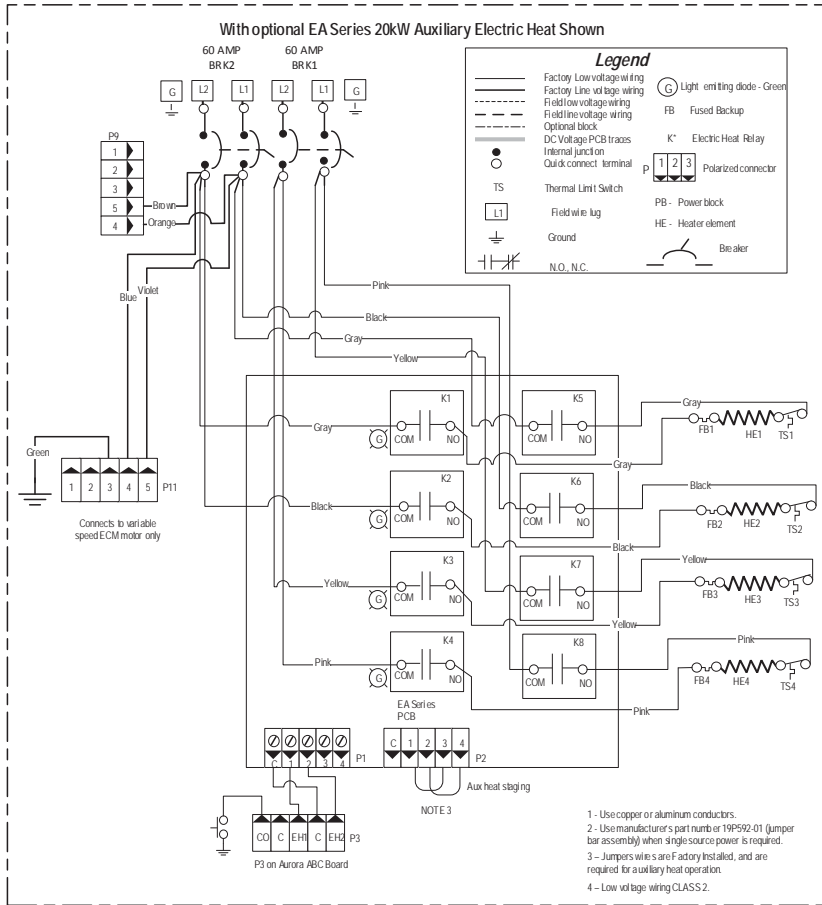 With optional EA Series 20kW Auxiliary Electric Heat Shown
60 AMP
BRK2
60 AMP
BRK1
G
L2
L1
L2
L1
G
Legend
Factory Low voltage wiring
Factory Line voltage wiring
Field low voltage wiring
Field line voltage wiring
Optional block
DC Voltage PCB traces
Internal junction
Quick connect terminal
TS
Thermal Limit Switch
L1
Field wire lug
Ground
N.O., N.C.
G
Light emitting diode - Green
FB
Fused Backup
K*
Electric Heat Relay
P
1 2 3
Polarized connector
PB - Power block
HE - Heater element
Breaker
P9
1
2
3
5
4
Brown
Orange
Blue
Violet
Pink
Black
Gray
Yellow
K1
Gray
G
COM
NO
K5
COM
NO
Gray
FB1
HE1
TS1
Gray
K2
Black
G
COM
NO
K6
COM
NO
Black
FB2
HE2
TS2
Black
K3
Yellow
G
COM
NO
K7
COM
NO
Yellow
FB3
HE3
TS3
Yellow
K4
Pink
G
COM
NO
K8
COM
NO
Pink
FB4
HE4
TS4
Pink
Green
1 2 3 4 5
P11
Connects to variable
speed ECM motor only
EA Series
PCB
C 1 2 3 4
P1
C 1 2 3 4
P2
Aux heat staging
NOTE 3
CO C EH1 C EH2
P3
P3 on Aurora ABC Board
1 - Use copper or aluminum conductors.
2 - Use manufacturer's part number 19P592-01 (jumper
bar assembly) when single source power is required.
3 – Jumpers wires are Factory Installed, and are
required for auxiliary heat operation.
4 – Low voltage wiring CLASS 2.